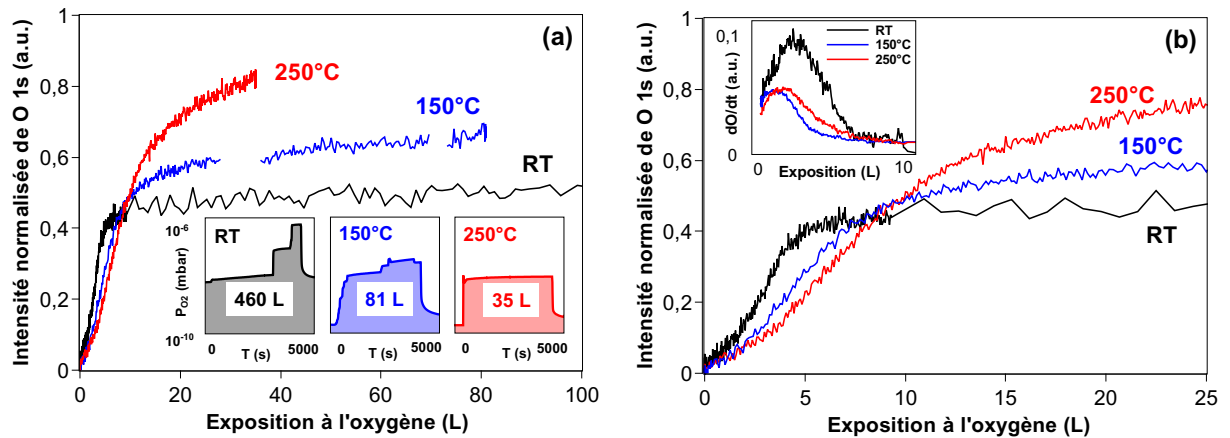 (a)
Intensité normalisée de O 1s (a.u.)
1
0,8
0,6
0,4
0,2
0
250°C
150°C
RT
10⁻⁶
P_O2 (mbar)
10⁻¹⁰
RT
460 L
0 T (s) 5000
150°C
81 L
0 T (s) 5000
250°C
35 L
0 T (s) 5000
0 20 40 60 80 100
Exposition à l'oxygène (L)
(b)
Intensité normalisée de O 1s (a.u.)
1
0,8
0,6
0,4
0,2
0
0,1
dO/dt (a.u.)
0
RT
150°C
250°C
0 10
Exposition (L)
250°C
150°C
RT
0 5 10 15 20 25
Exposition à l'oxygène (L)